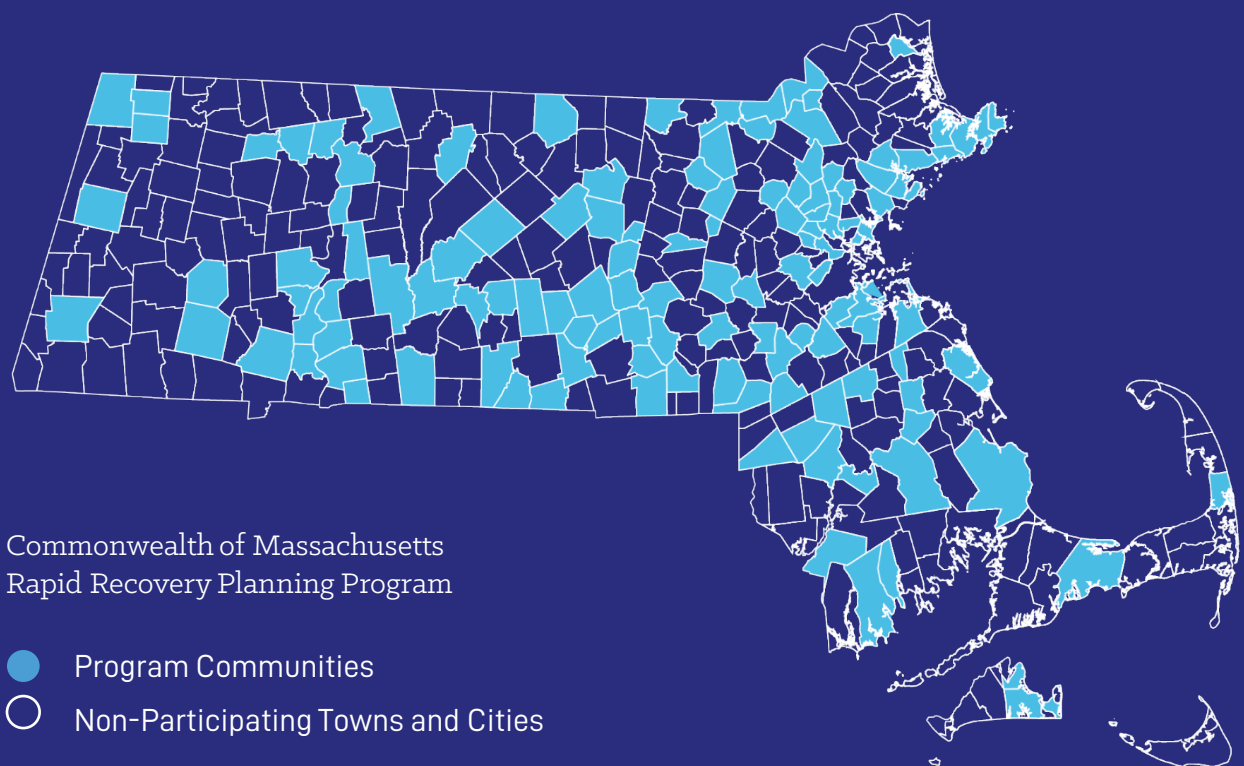 Commonwealth of Massachusetts
Rapid Recovery Planning Program
Program Communities
Non-Participating Towns and Cities